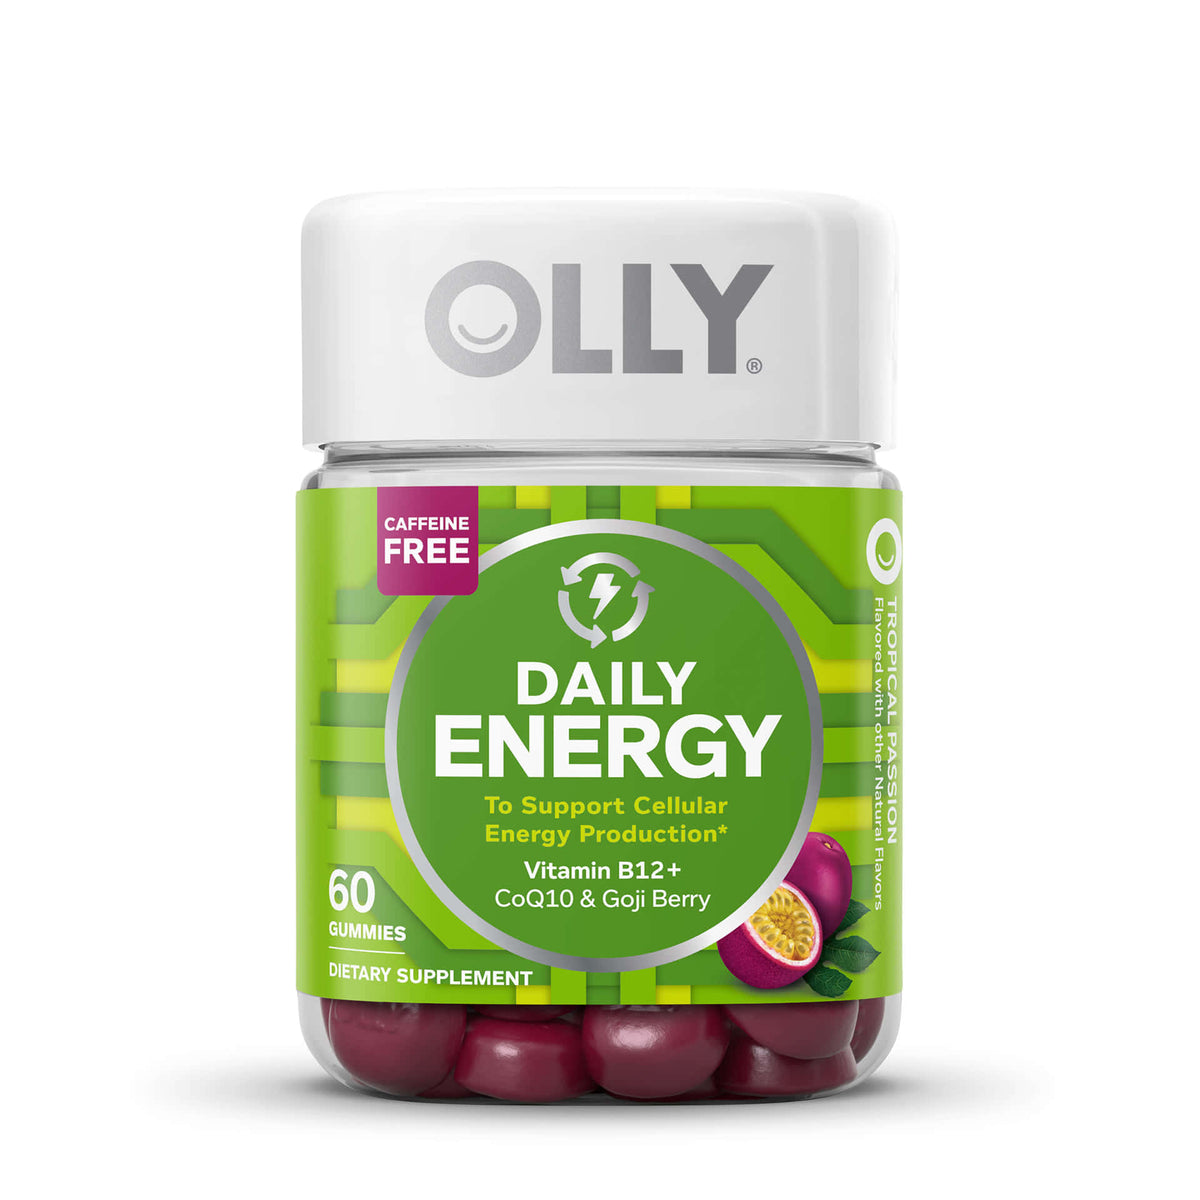 OLLY®
CAFFEINE
FREE
DAILY
ENERGY
To Support Cellular
Energy Production*
Vitamin B12+
CoQ10 & Goji Berry
60
GUMMIES
DIETARY SUPPLEMENT
TROPICAL PASSION
Flavored with other Natural Flavors